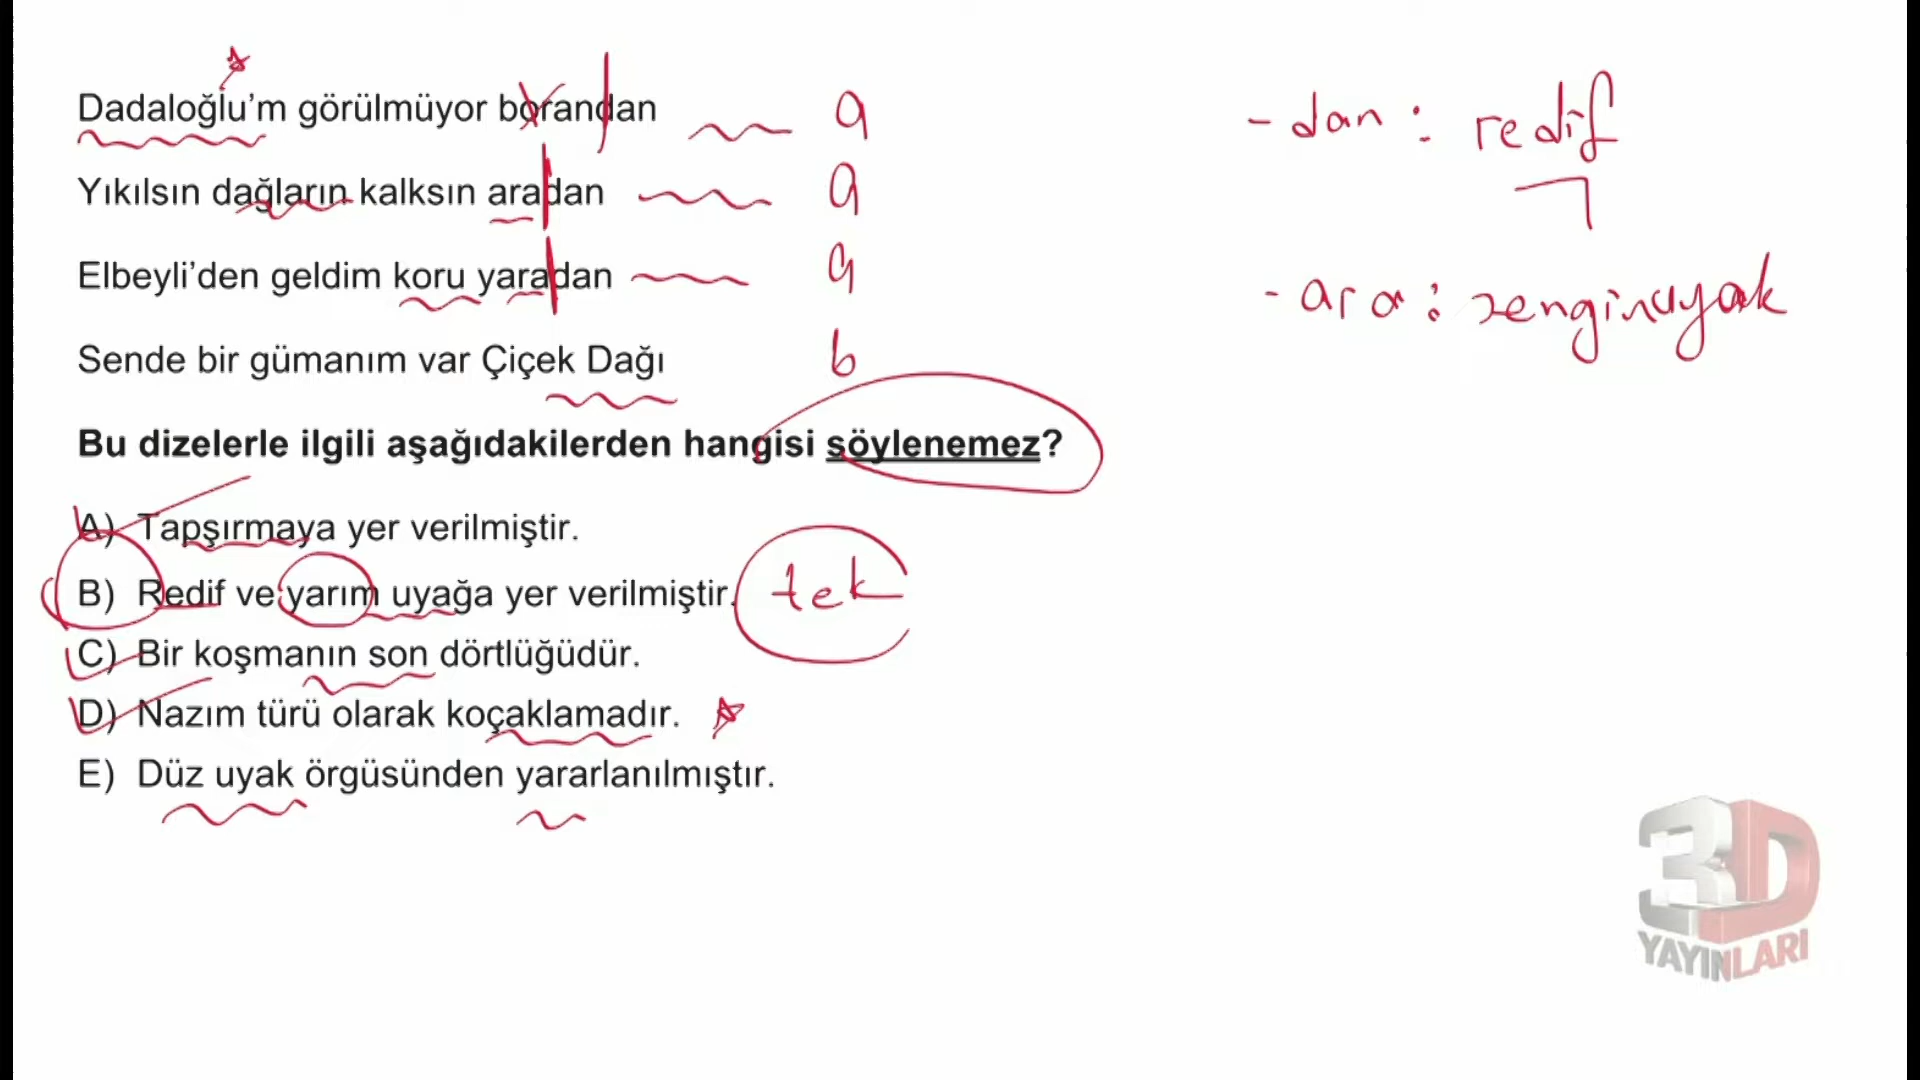 Dadaloğlu’m görülmüyor borandan a
Yıkılsın dağların kalksın aradan a
Elbeyli’den geldim koru yaradan a
Sende bir gümanım var Çiçek Dağı b
Bu dizelerle ilgili aşağıdakilerden hangisi söylenemez?
A) Tapşırmaya yer verilmiştir.
B) Redif ve yarım uyağa yer verilmiştir. tek
C) Bir koşmanın son dörtlüğüdür.
D) Nazım türü olarak koçaklamadır.
E) Düz uyak örgüsünden yararlanılmıştır.
- dan : redif
- ara : zengin uyak
3D
YAYINLARI